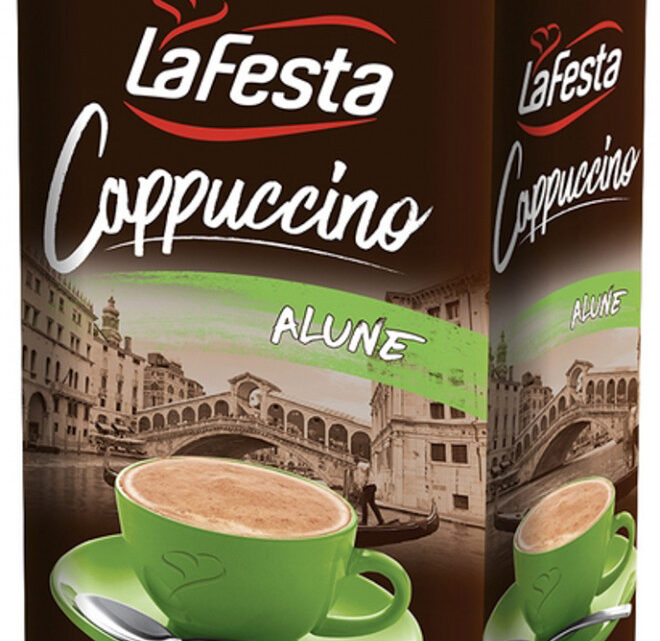 LaFesta
Cappuccino
ALUNE
LaFesta
Cappuccino
ALUNE